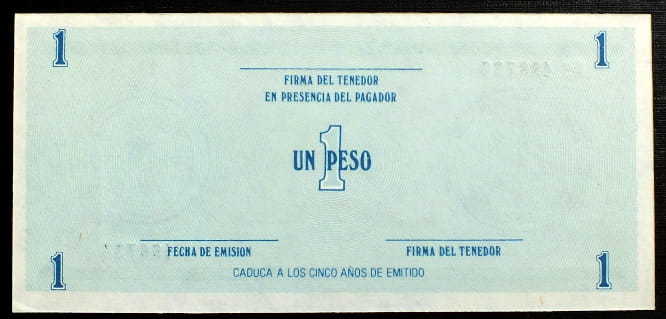 1 1
FIRMA DEL TENEDOR
EN PRESENCIA DEL PAGADOR
1
UN PESO
FECHA DE EMISION FIRMA DEL TENEDOR
1 CADUCA A LOS CINCO AÑOS DE EMITIDO 1